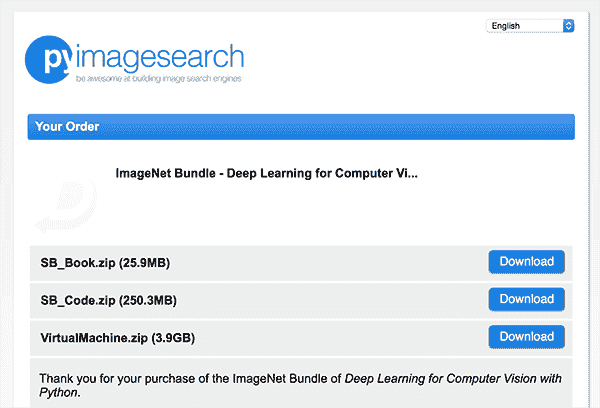 English
pyimagesearch
be awesome at building image search engines
Your Order
ImageNet Bundle - Deep Learning for Computer Vi...
SB_Book.zip (25.9MB)
Download
SB_Code.zip (250.3MB)
Download
VirtualMachine.zip (3.9GB)
Download
Thank you for your purchase of the ImageNet Bundle of Deep Learning for Computer Vision with
Python.